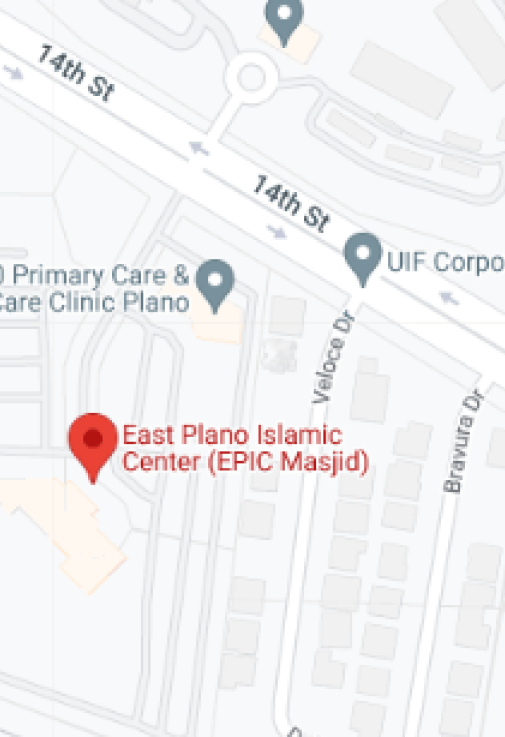 14th St
14th St
UIF Corpo
0 Primary Care &
Care Clinic Plano
Veloce Dr
Bravura Dr
East Plano Islamic
Center (EPIC Masjid)